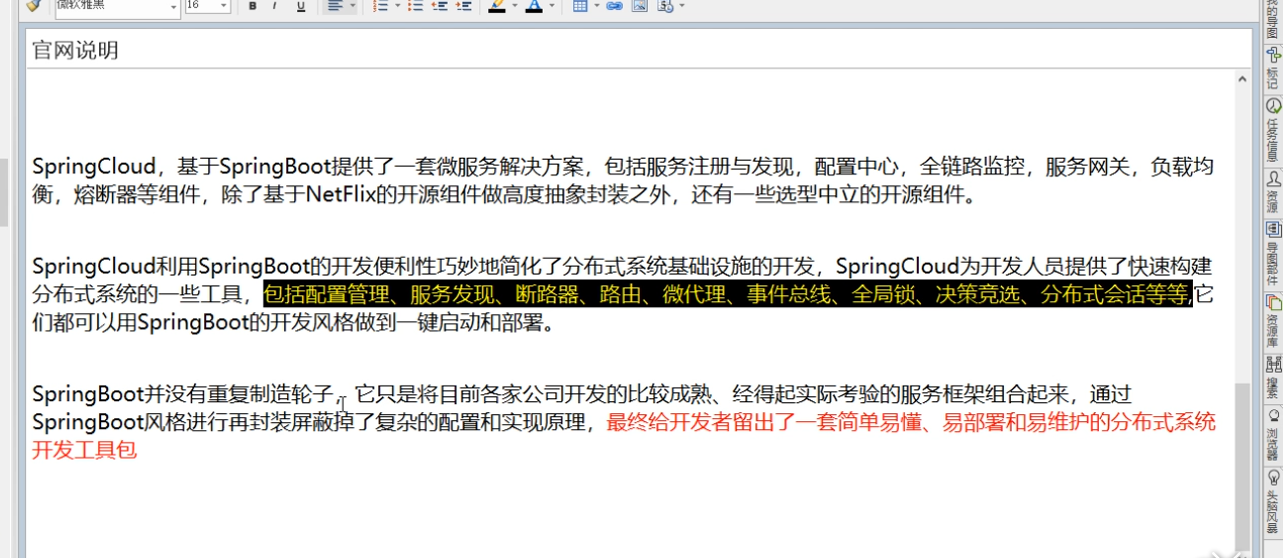 微软雅黑
16
B
I
U
A
官网说明
SpringCloud，基于SpringBoot提供了一套微服务解决方案，包括服务注册与发现，配置中心，全链路监控，服务网关，负载均
衡，熔断器等组件，除了基于NetFlix的开源组件做高度抽象封装之外，还有一些选型中立的开源组件。
SpringCloud利用SpringBoot的开发便利性巧妙地简化了分布式系统基础设施的开发，SpringCloud为开发人员提供了快速构建
分布式系统的一些工具，包括配置管理、服务发现、断路器、路由、微代理、事件总线、全局锁、决策竞选、分布式会话等等,它
们都可以用SpringBoot的开发风格做到一键启动和部署。
SpringBoot并没有重复制造轮子，它只是将目前各家公司开发的比较成熟、经得起实际考验的服务框架组合起来，通过
SpringBoot风格进行再封装屏蔽掉了复杂的配置和实现原理，最终给开发者留出了一套简单易懂、易部署和易维护的分布式系统
开发工具包
我的导图
标记
任务信息
资源
导图部件
资源库
搜索
浏览器
头脑风暴